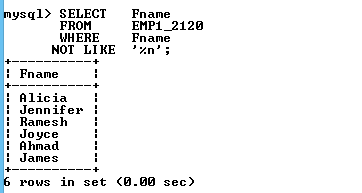 mysql> SELECT Fname
FROM EMP1_2120
WHERE Fname
NOT LIKE '%n';
+----------+
| Fname |
+----------+
| Alicia |
| Jennifer |
| Ramesh |
| Joyce |
| Ahmad |
| James |
+----------+
6 rows in set (0.00 sec)